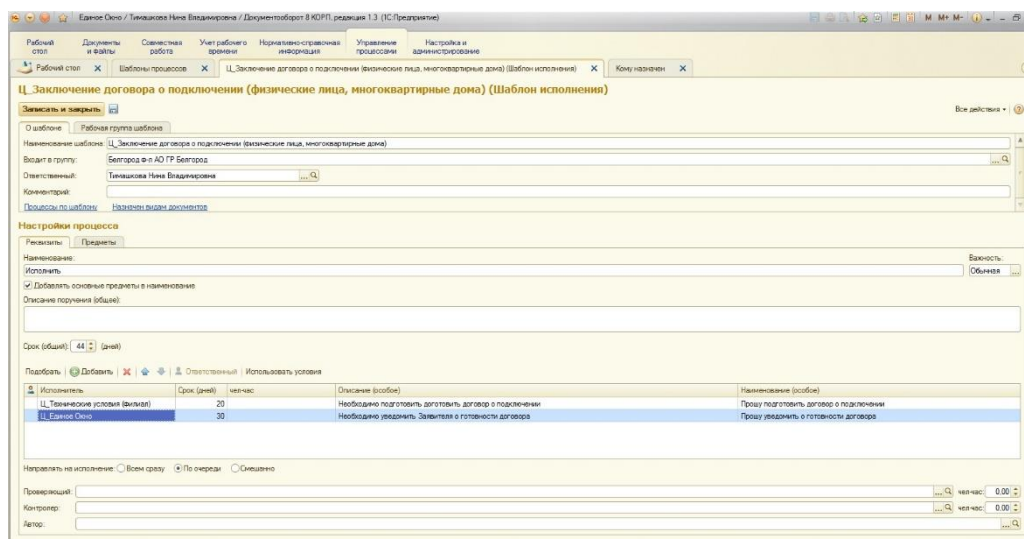 Единое Окно / Тимашкова Нина Владимировна / Документооборот 8 КОРП, редакция 1.3 (1С:Предприятие)
M M+ M-
Рабочий стол
Документы и файлы
Совместная работа
Учет рабочего времени
Нормативно-справочная информация
Управление процессами
Настройка и администрирование
Рабочий стол Шаблоны процессов Ц_Заключение договора о подключении (физические лица, многоквартирные дома) (Шаблон исполнения) Кому назначен
Ц_Заключение договора о подключении (физические лица, многоквартирные дома) (Шаблон исполнения)
Записать и закрыть Все действия
О шаблоне Рабочая группа шаблона
Наименование шаблона: Ц_Заключение договора о подключении (физические лица, многоквартирные дома)
Входит в группу: Белгород ф-л АО ГР Белгород
Ответственный: Тимашкова Нина Владимировна
Комментарий:
Процессы по шаблону Назначен видам документов
Настройки процесса
Реквизиты Предметы
Наименование: Важность:
Исполнить Обычная
Добавлять основные предметы в наименование
Описание поручения (общее):
Срок (общий): 44 (дней)
Подобрать Добавить Ответственный Использовать условия
Исполнитель Срок (дней) чел-час Описание (особое) Наименование (особое)
Ц_Технические условия (филиал) 20 Необходимо подготовить доготовить договор о подключении Прошу подготовить договор о подключении
Ц_Единое Окно 30 Необходимо уведомить Заявителя о готовности договора Прошу уведомить о готовности договора
Направлять на исполнение: Всем сразу По очереди Смешанно
Проверяющий: чел-час: 0,00
Контролер: чел-час: 0,00
Автор: